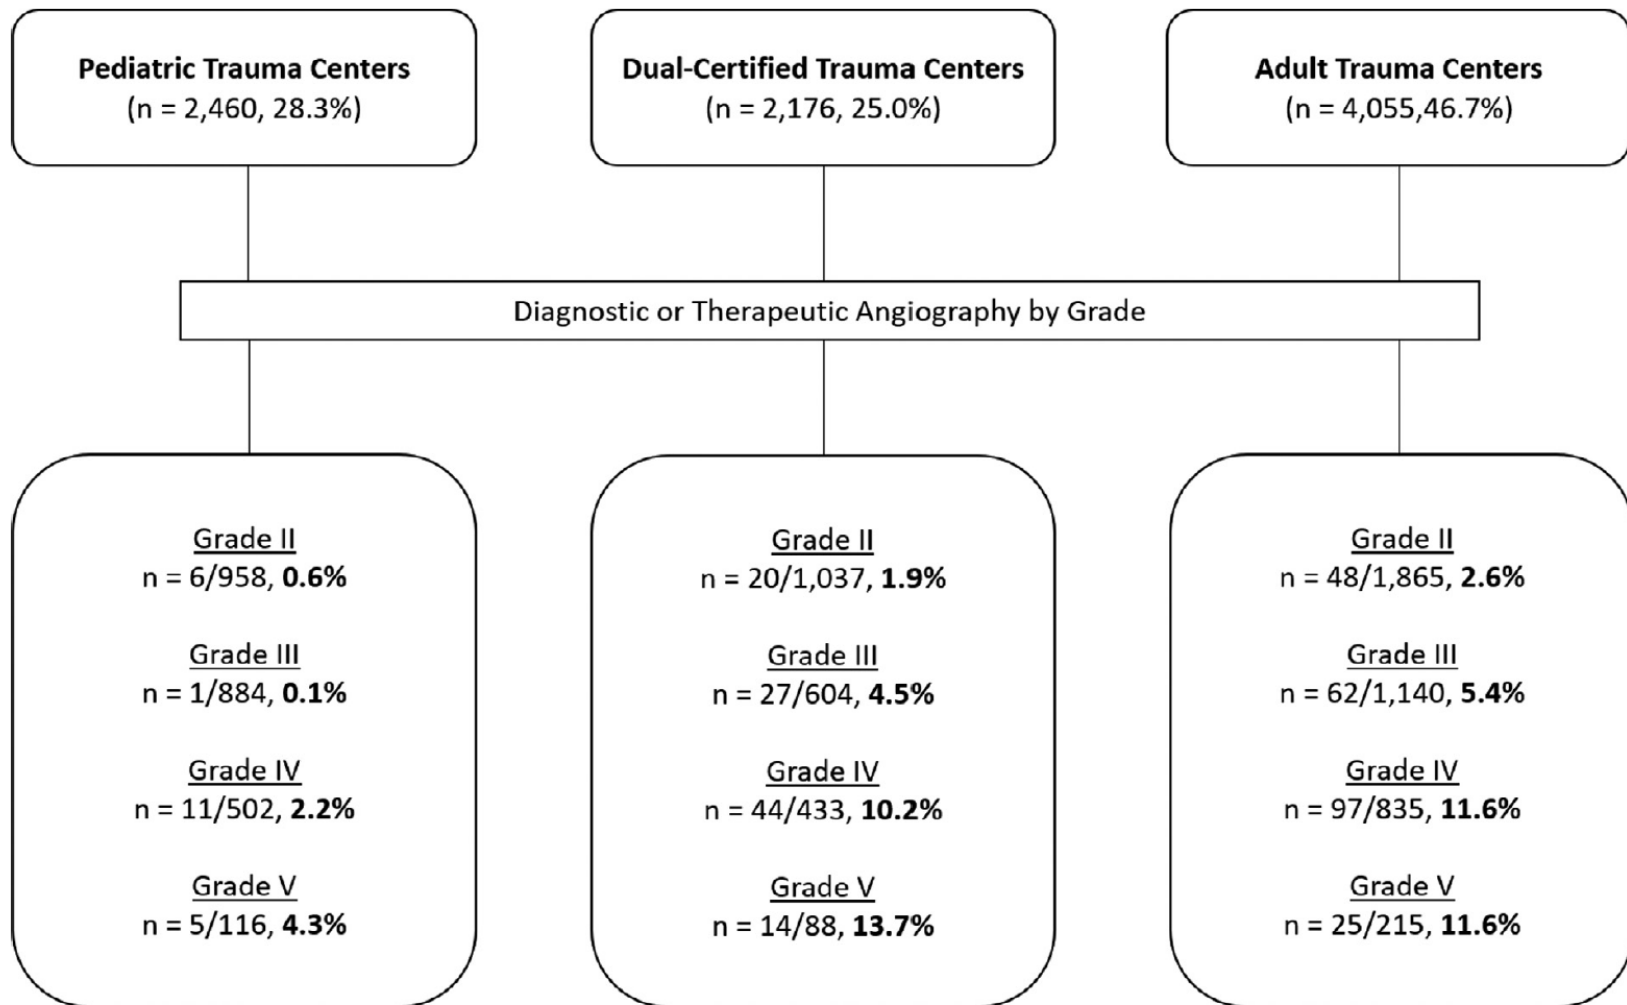 Pediatric Trauma Centers
(n = 2,460, 28.3%)
Dual-Certified Trauma Centers
(n = 2,176, 25.0%)
Adult Trauma Centers
(n = 4,055,46.7%)
Diagnostic or Therapeutic Angiography by Grade
Grade II
n = 6/958, 0.6%
Grade III
n = 1/884, 0.1%
Grade IV
n = 11/502, 2.2%
Grade V
n = 5/116, 4.3%
Grade II
n = 20/1,037, 1.9%
Grade III
n = 27/604, 4.5%
Grade IV
n = 44/433, 10.2%
Grade V
n = 14/88, 13.7%
Grade II
n = 48/1,865, 2.6%
Grade III
n = 62/1,140, 5.4%
Grade IV
n = 97/835, 11.6%
Grade V
n = 25/215, 11.6%